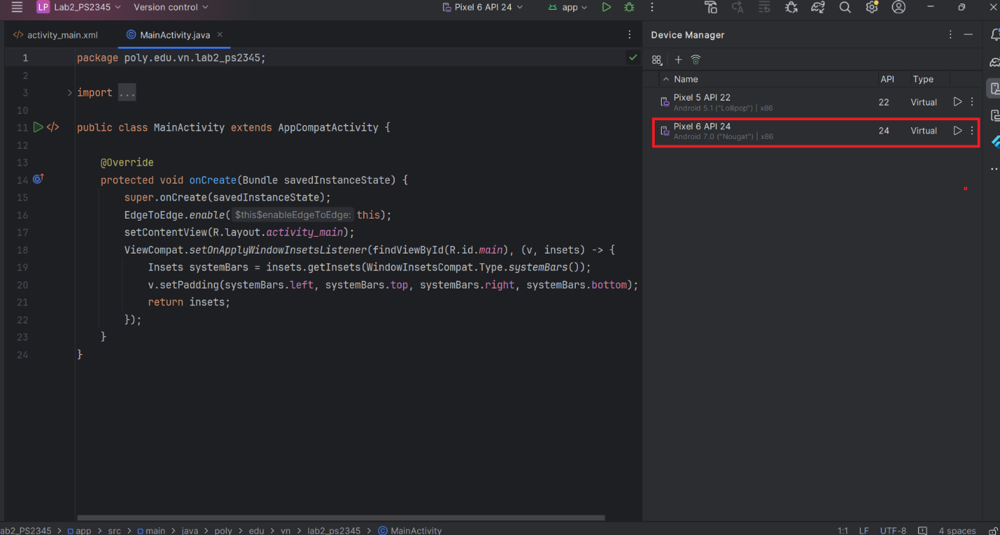 LP Lab2_PS2345 Version control Pixel 6 API 24 app
activity_main.xml MainActivity.java
1 package poly.edu.vn.lab2_ps2345;
2
3 import ...
10
11 public class MainActivity extends AppCompatActivity {
12
13 @Override
14 protected void onCreate(Bundle savedInstanceState) {
15 super.onCreate(savedInstanceState);
16 EdgeToEdge.enable( $this$enableEdgeToEdge: this);
17 setContentView(R.layout.activity_main);
18 ViewCompat.setOnApplyWindowInsetsListener(findViewById(R.id.main), (v, insets) -> {
19 Insets systemBars = insets.getInsets(WindowInsetsCompat.Type.systemBars());
20 v.setPadding(systemBars.left, systemBars.top, systemBars.right, systemBars.bottom);
21 return insets;
22 });
23 }
24 }
Device Manager
Name API Type
Pixel 5 API 22 22 Virtual
Android 5.1 ("Lollipop") | x86
Pixel 6 API 24 24 Virtual
Android 7.0 ("Nougat") | x86
ab2_PS2345 > app > src > main > java > poly > edu > vn > lab2_ps2345 > MainActivity 1:1 LF UTF-8 4 spaces